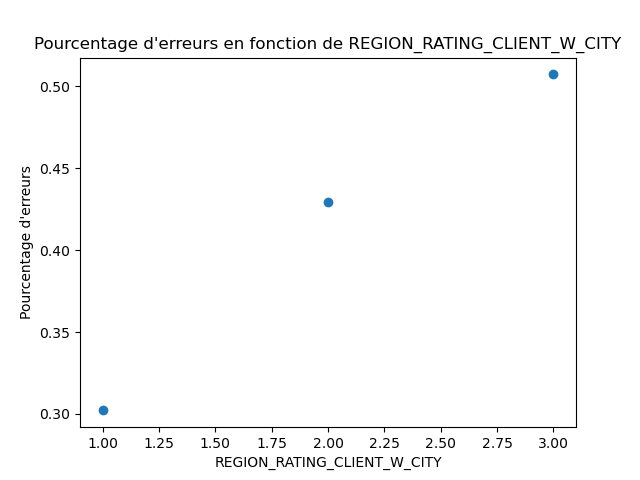 Pourcentage d'erreurs en fonction de REGION_RATING_CLIENT_W_CITY
0.50
0.45
0.40
0.35
0.30
Pourcentage d'erreurs
1.00 1.25 1.50 1.75 2.00 2.25 2.50 2.75 3.00
REGION_RATING_CLIENT_W_CITY